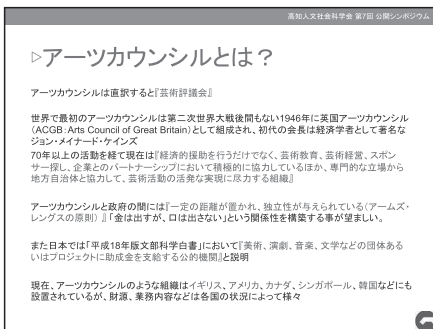 高知人文社会科学会 第7回 公開シンポジウム
▷アーツカウンシルとは？
アーツカウンシルは直訳すると『芸術評議会』
世界で最初のアーツカウンシルは第二次世界大戦後間もない1946年に英国アーツカウンシル
（ACGB：Arts Council of Great Britain）として組成され、初代の会長は経済学者として著名な
ジョン・メイナード・ケインズ
70年以上の活動を経て現在は『経済的援助を行うだけでなく、芸術教育、芸術経営、スポン
サー探し、企業とのパートナーシップにおいて積極的に協力しているほか、専門的な立場から
地方自治体と協力して、芸術活動の活発な実現に尽力する組織』
アーツカウンシルと政府の間には『一定の距離が置かれ、独立性が与えられている（アームズ・
レングスの原則）』「金は出すが、口は出さない」という関係性を構築する事が望ましい。
また日本では「平成18年版文部科学白書」において『美術、演劇、音楽、文学などの団体ある
いはプロジェクトに助成金を支給する公的機関』と説明
現在、アーツカウンシルのような組織はイギリス、アメリカ、カナダ、シンガポール、韓国などにも
設置されているが、財源、業務内容などは各国の状況によって様々